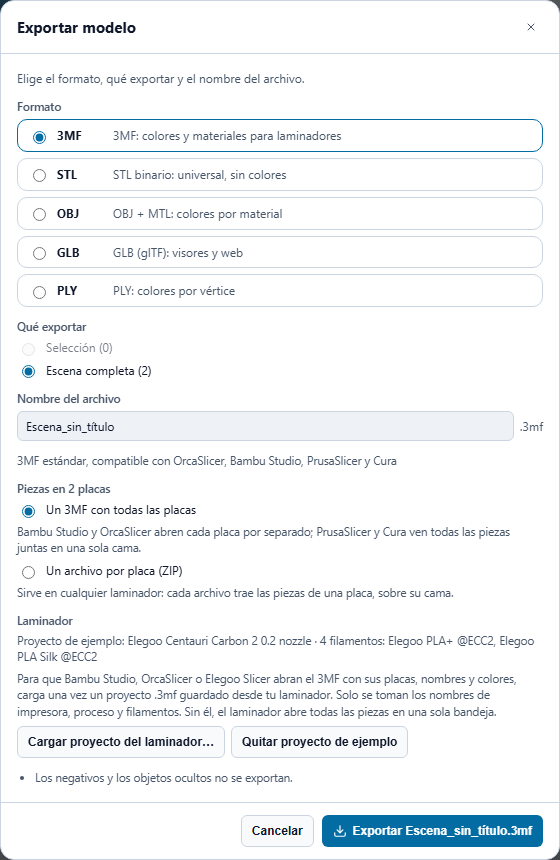 Exportar modelo
Elige el formato, qué exportar y el nombre del archivo.
Formato
3MF 3MF: colores y materiales para laminadores
STL STL binario: universal, sin colores
OBJ OBJ + MTL: colores por material
GLB GLB (glTF): visores y web
PLY PLY: colores por vértice
Qué exportar
Selección (0)
Escena completa (2)
Nombre del archivo
Escena_sin_título .3mf
3MF estándar, compatible con OrcaSlicer, Bambu Studio, PrusaSlicer y Cura
Piezas en 2 placas
Un 3MF con todas las placas
Bambu Studio y OrcaSlicer abren cada placa por separado; PrusaSlicer y Cura ven todas las piezas
juntas en una sola cama.
Un archivo por placa (ZIP)
Sirve en cualquier laminador: cada archivo trae las piezas de una placa, sobre su cama.
Laminador
Proyecto de ejemplo: Elegoo Centauri Carbon 2 0.2 nozzle · 4 filamentos: Elegoo PLA+ @ECC2, Elegoo
PLA Silk @ECC2
Para que Bambu Studio, OrcaSlicer o Elegoo Slicer abran el 3MF con sus placas, nombres y colores,
carga una vez un proyecto .3mf guardado desde tu laminador. Solo se toman los nombres de
impresora, proceso y filamentos. Sin él, el laminador abre todas las piezas en una sola bandeja.
Cargar proyecto del laminador… Quitar proyecto de ejemplo
• Los negativos y los objetos ocultos no se exportan.
Cancelar Exportar Escena_sin_título.3mf